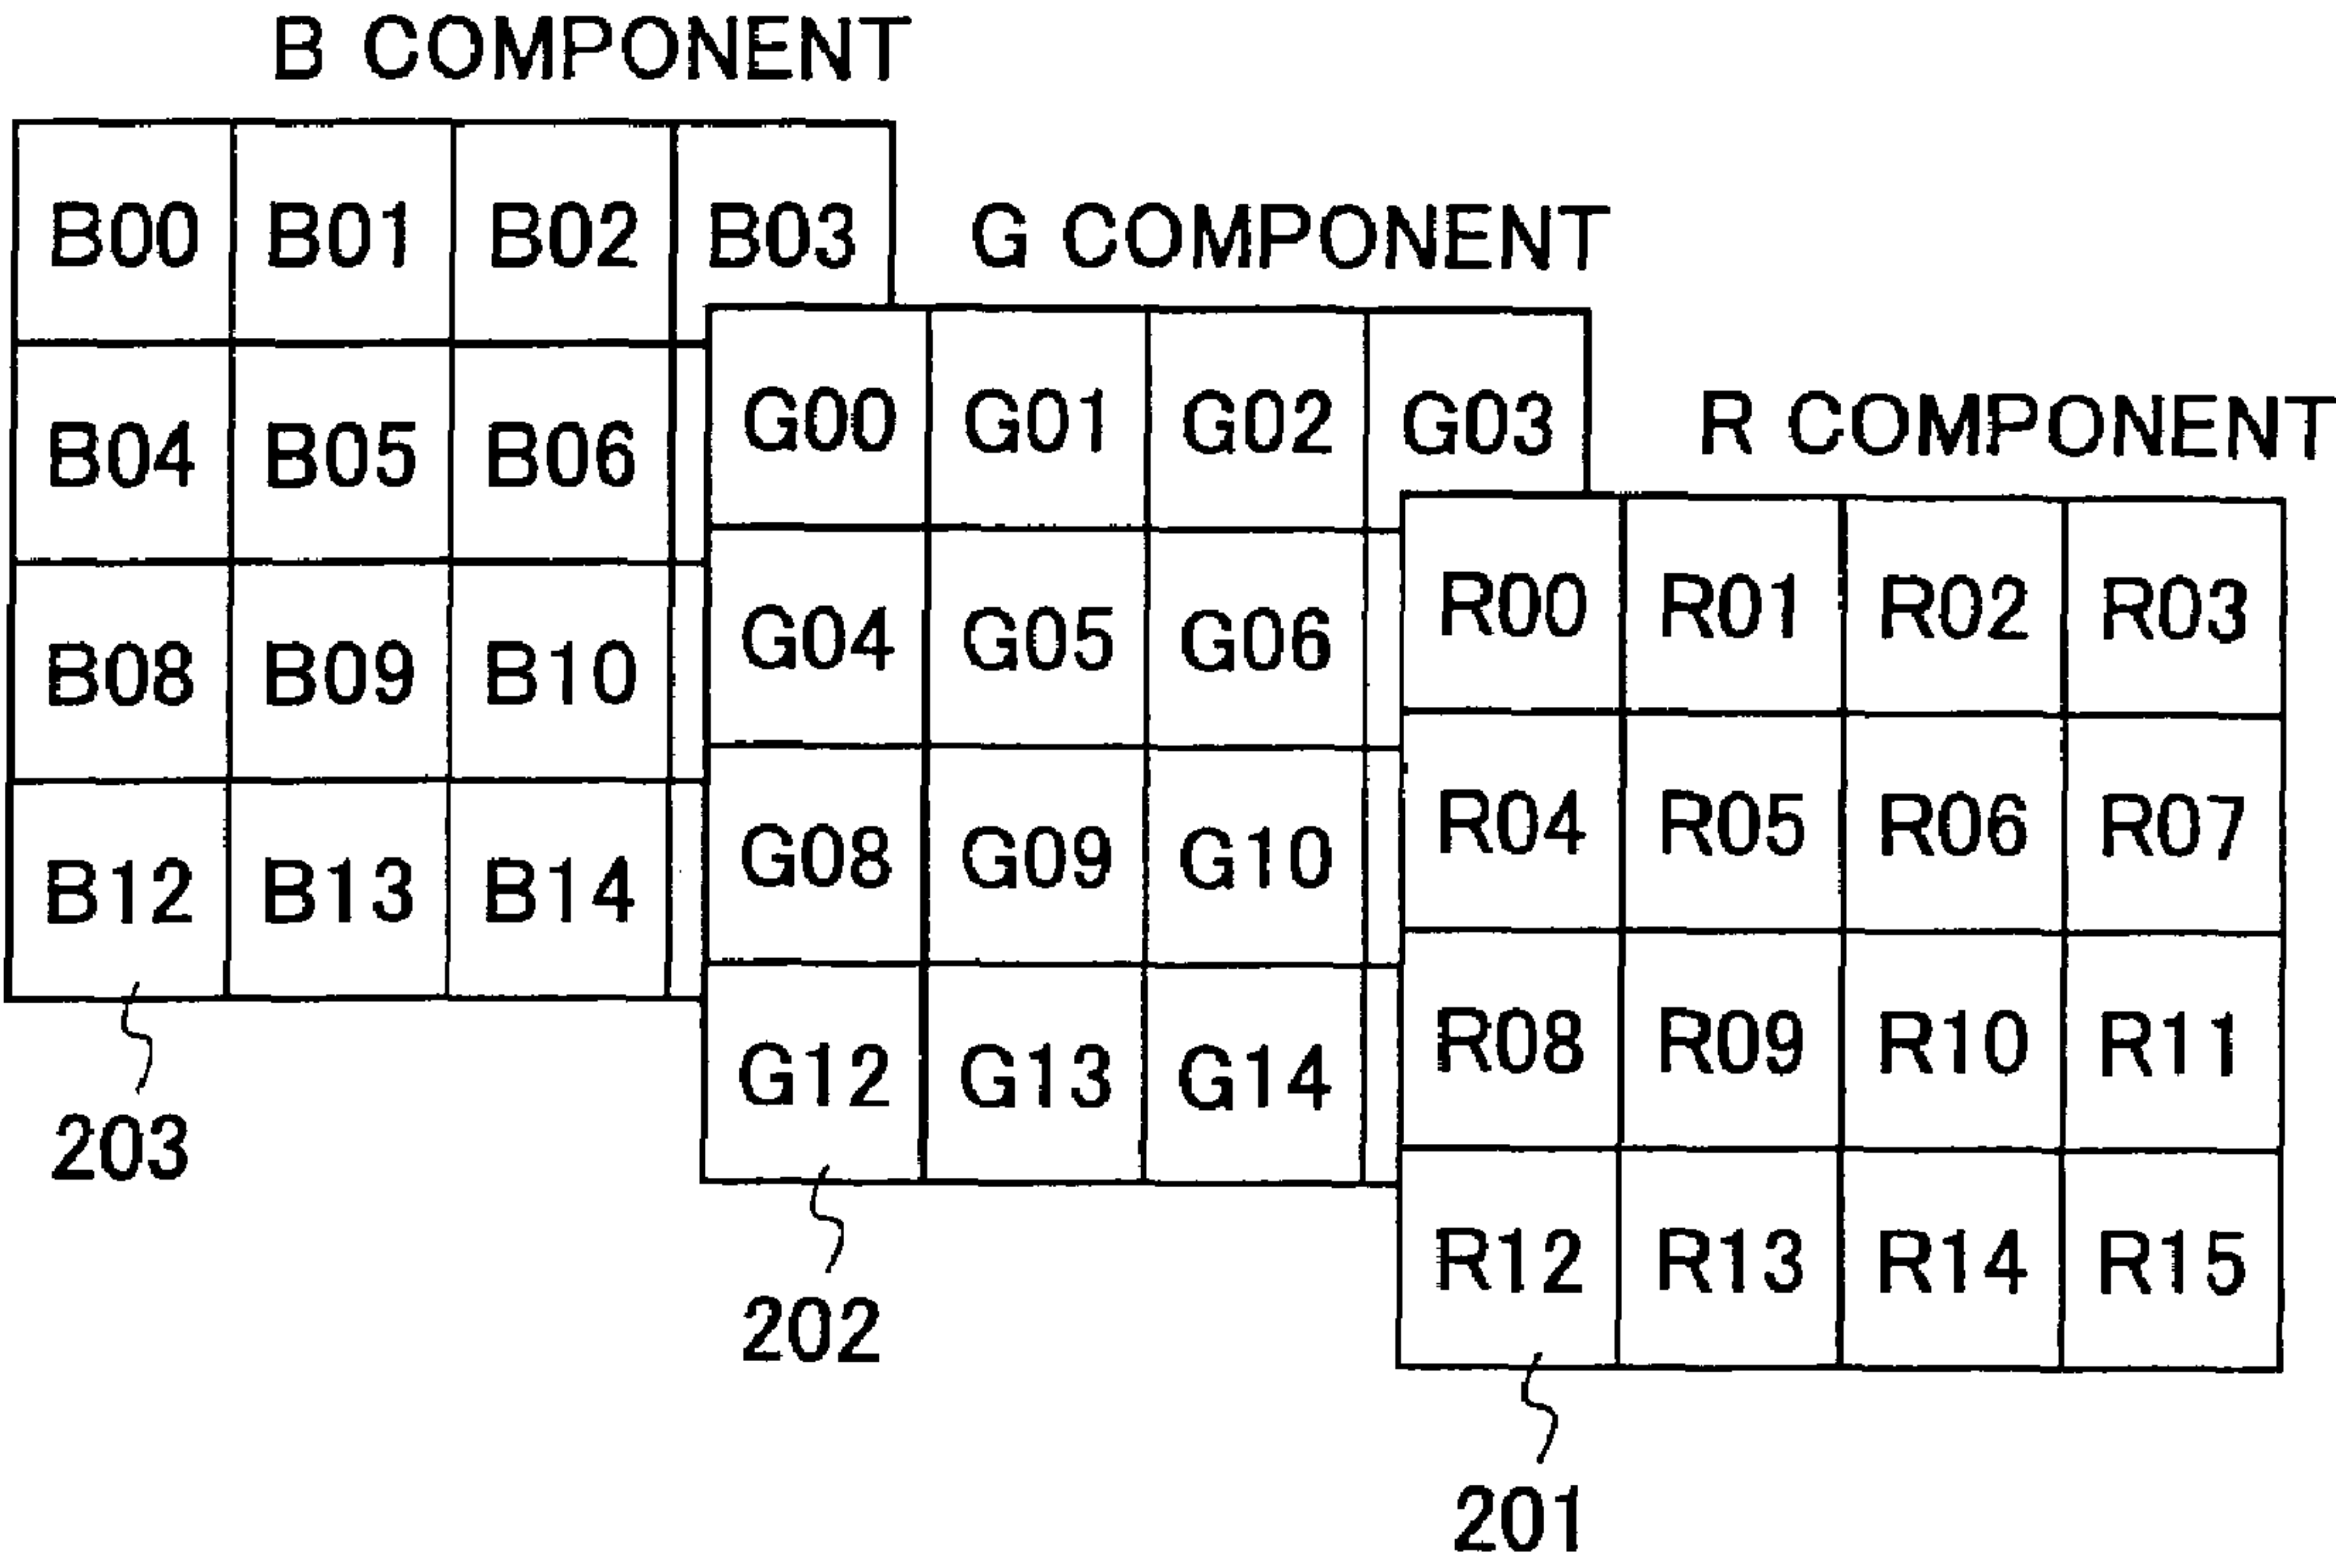 B COMPONENT
B00 B01 B02 B03
B04 B05 B06
B08 B09 B10
B12 B13 B14
203
G COMPONENT
G00 G01 G02 G03
G04 G05 G06
G08 G09 G10
G12 G13 G14
202
R COMPONENT
R00 R01 R02 R03
R04 R05 R06 R07
R08 R09 R10 R11
R12 R13 R14 R15
201